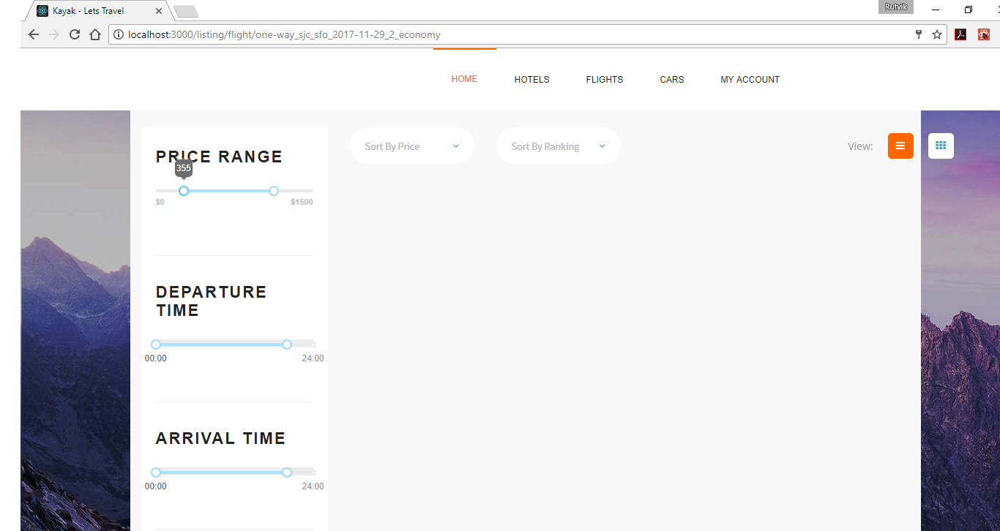 Rutvik
Kayak - Lets Travel
localhost:3000/listing/flight/one-way_sjc_sfo_2017-11-29_2_economy
HOME HOTELS FLIGHTS CARS MY ACCOUNT
PRICE RANGE
355
$0 $1500
Sort By Price Sort By Ranking View:
DEPARTURE
TIME
00:00 24:00
ARRIVAL TIME
00:00 24:00